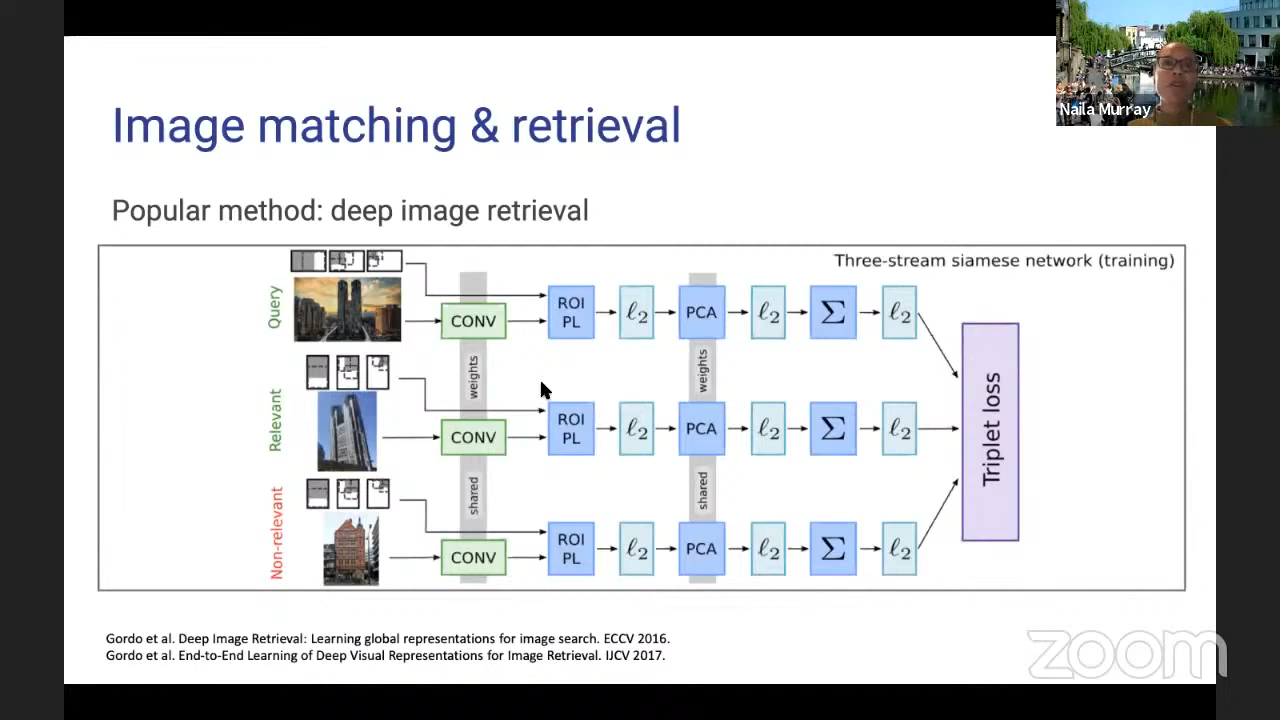 Naila Murray
Image matching & retrieval
Popular method: deep image retrieval
Three-stream siamese network (training)
Query
CONV
ROI
PL
ℓ2
PCA
ℓ2
Σ
ℓ2
weights
weights
Relevant
CONV
ROI
PL
ℓ2
PCA
ℓ2
Σ
ℓ2
Triplet loss
shared
shared
Non-relevant
CONV
ROI
PL
ℓ2
PCA
ℓ2
Σ
ℓ2
Gordo et al. Deep Image Retrieval: Learning global representations for image search. ECCV 2016.
Gordo et al. End-to-End Learning of Deep Visual Representations for Image Retrieval. IJCV 2017.
zoom